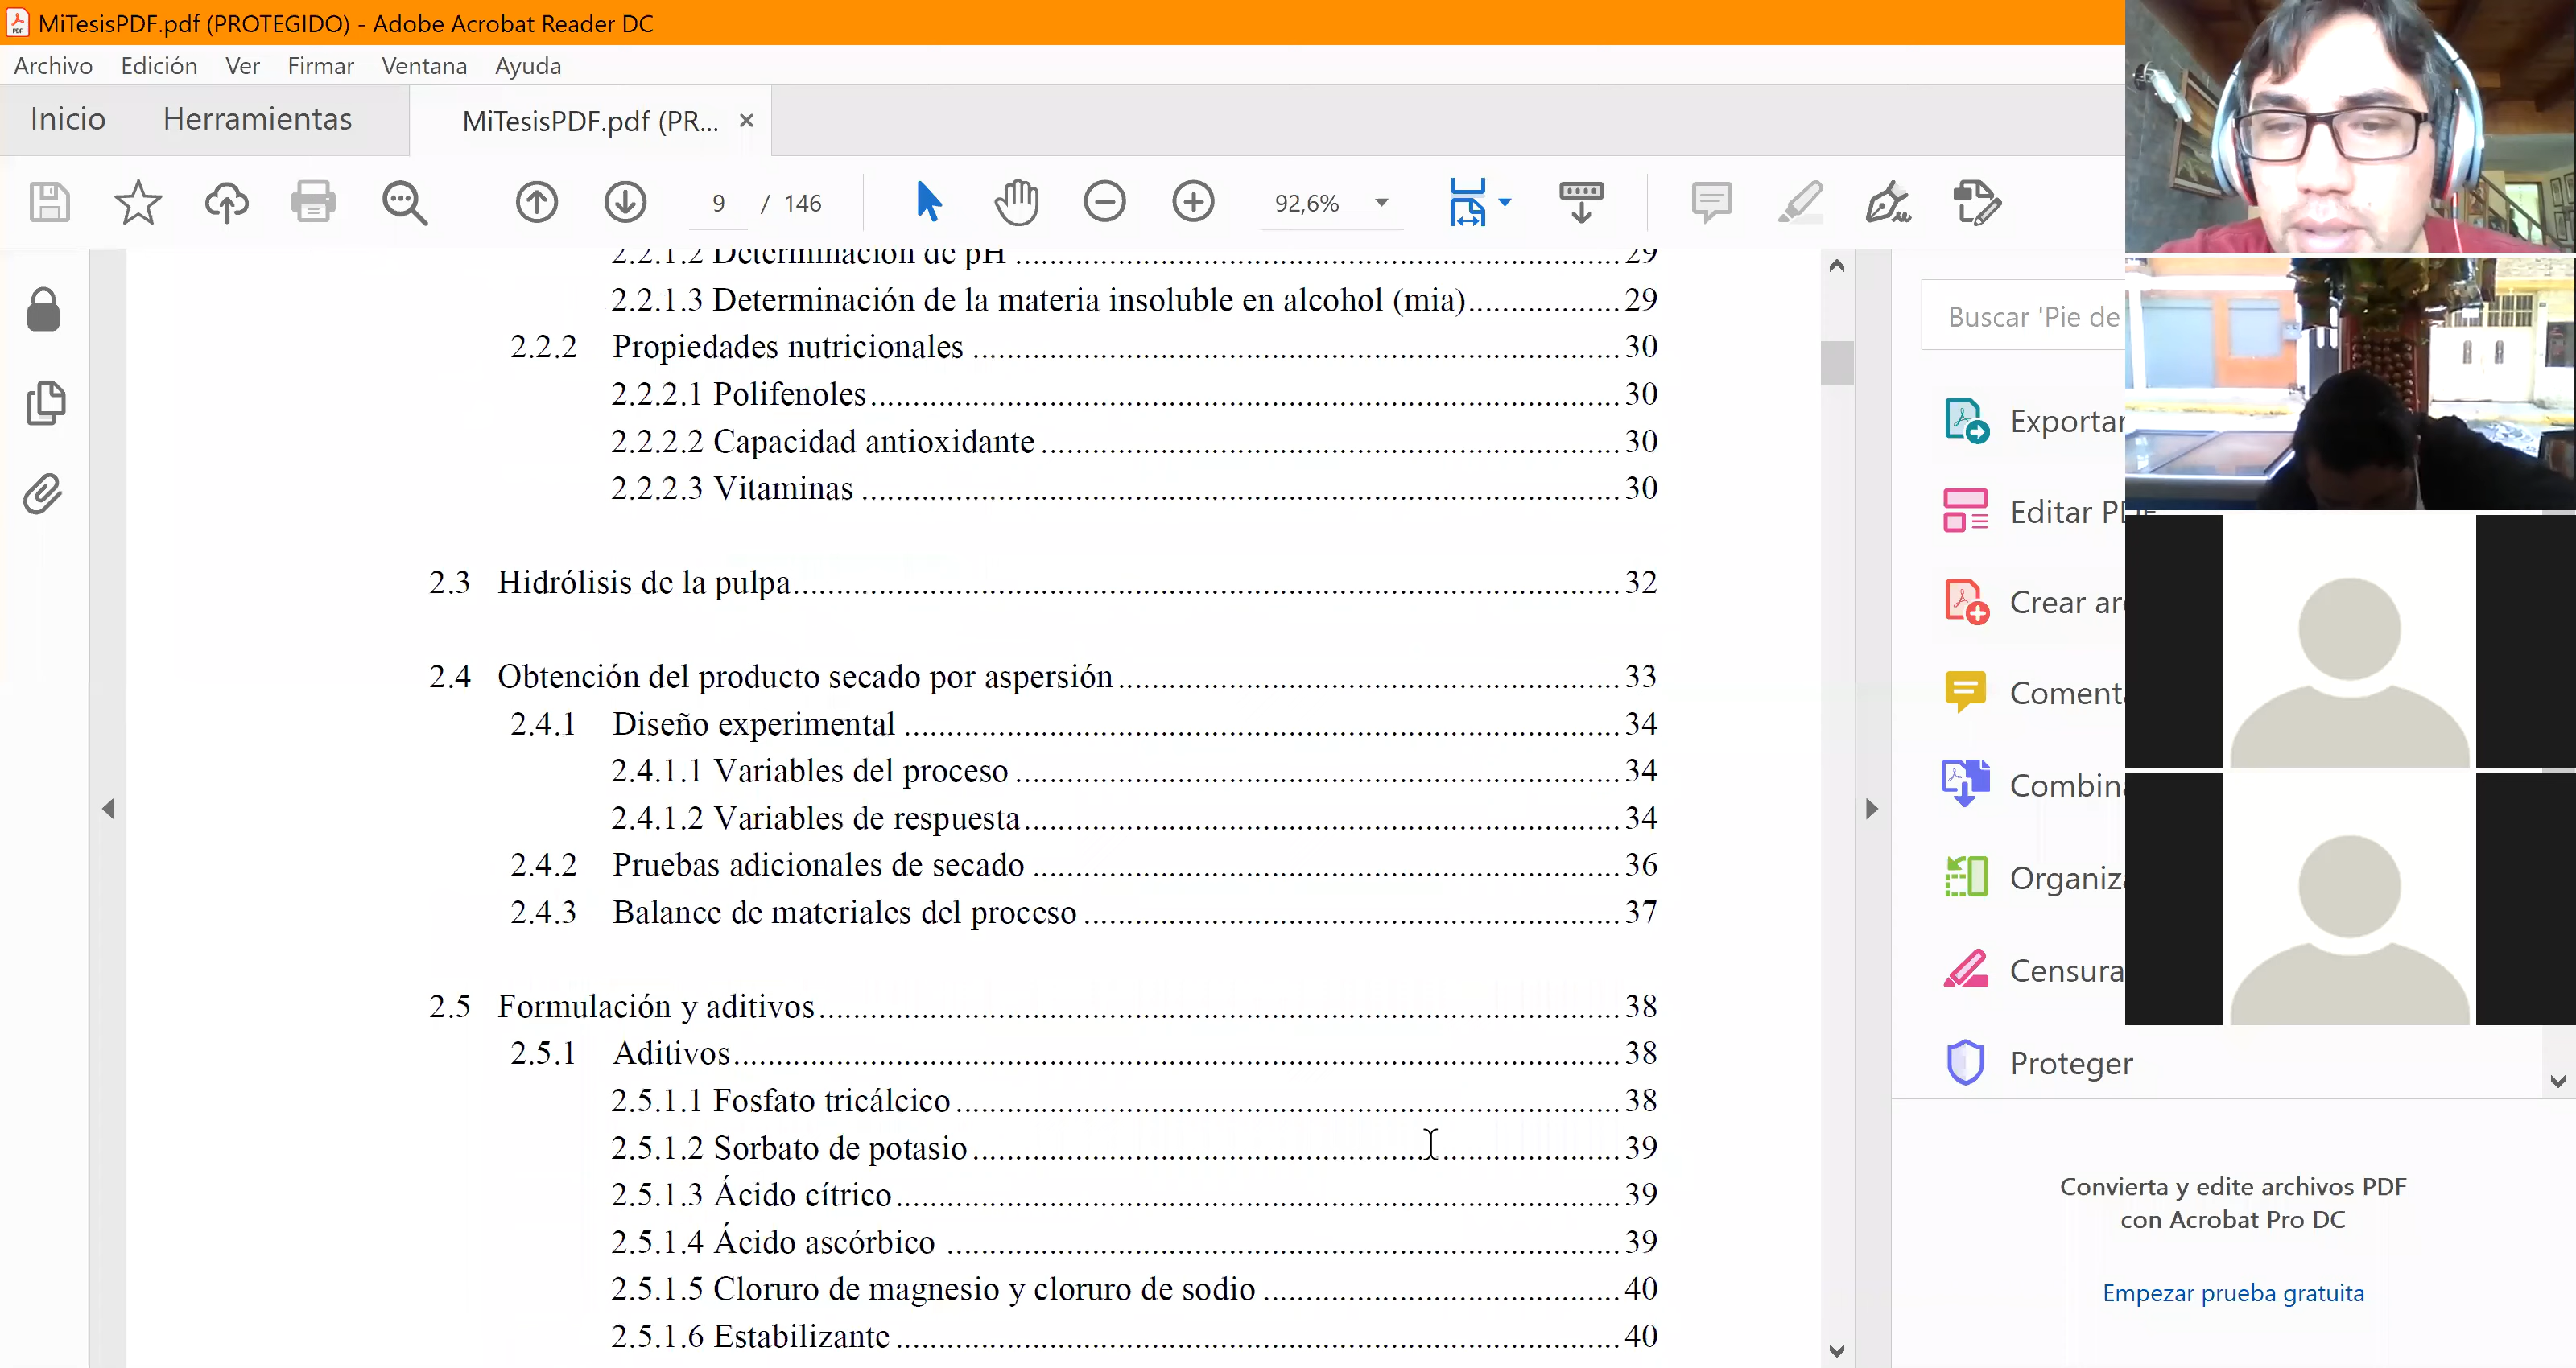 MiTesisPDF.pdf (PROTEGIDO) - Adobe Acrobat Reader DC
Archivo Edición Ver Firmar Ventana Ayuda
Inicio Herramientas MiTesisPDF.pdf (PR... ×
9 / 146 92,6%
2.2.1.2 Determinación de pH ........ 29
2.2.1.3 Determinación de la materia insoluble en alcohol (mia) ........ 29
2.2.2 Propiedades nutricionales ........ 30
2.2.2.1 Polifenoles ........ 30
2.2.2.2 Capacidad antioxidante ........ 30
2.2.2.3 Vitaminas ........ 30
2.3 Hidrólisis de la pulpa ........ 32
2.4 Obtención del producto secado por aspersión ........ 33
2.4.1 Diseño experimental ........ 34
2.4.1.1 Variables del proceso ........ 34
2.4.1.2 Variables de respuesta ........ 34
2.4.2 Pruebas adicionales de secado ........ 36
2.4.3 Balance de materiales del proceso ........ 37
2.5 Formulación y aditivos ........ 38
2.5.1 Aditivos ........ 38
2.5.1.1 Fosfato tricálcico ........ 38
2.5.1.2 Sorbato de potasio ........ 39
2.5.1.3 Ácido cítrico ........ 39
2.5.1.4 Ácido ascórbico ........ 39
2.5.1.5 Cloruro de magnesio y cloruro de sodio ........ 40
2.5.1.6 Estabilizante ........ 40
Buscar 'Pie de
Exportar
Editar PDF
Crear ar
Coment
Combin
Organiz
Censura
Proteger
Convierta y edite archivos PDF
con Acrobat Pro DC
Empezar prueba gratuita